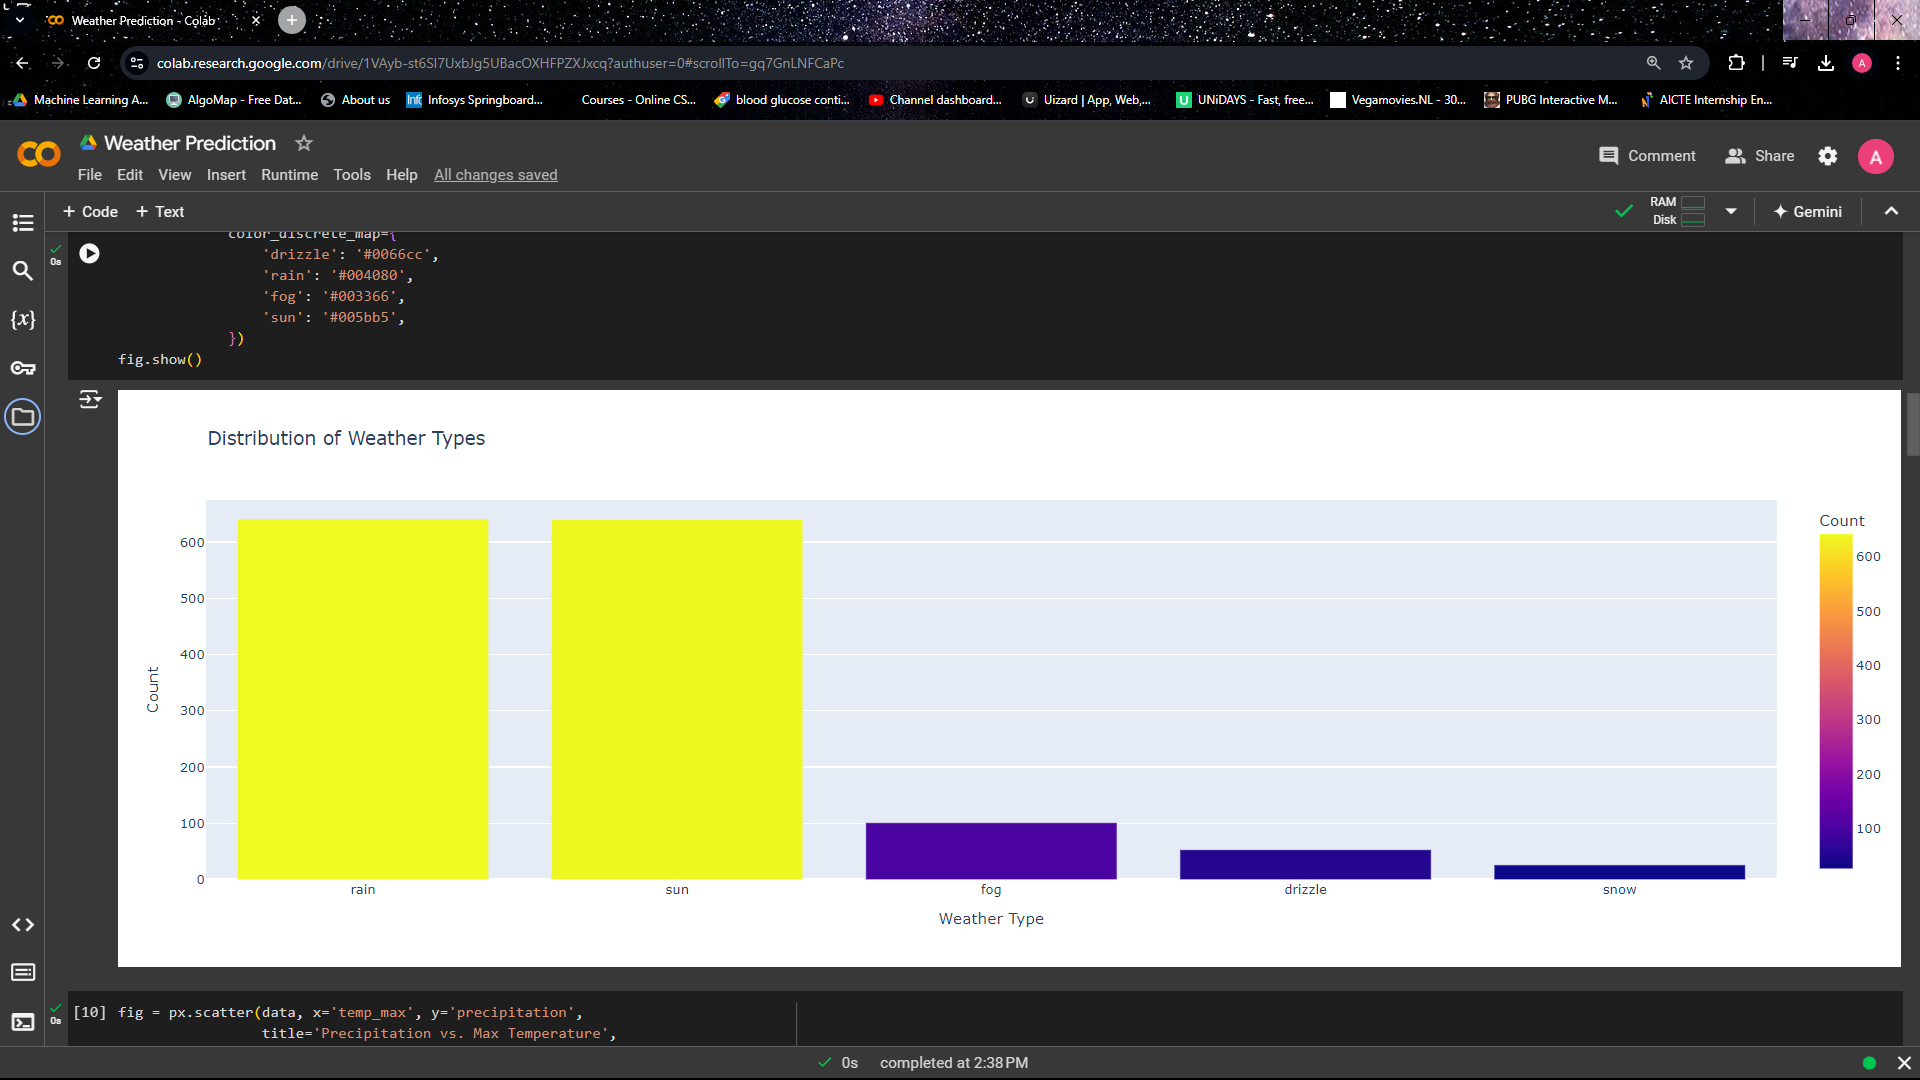 Weather Prediction - Colab
colab.research.google.com/drive/1VAyb-st6SI7UxbJg5UBacOXHFPZXJxcq?authuser=0#scrollTo=gq7GnLNFCaPc
A
Machine Learning A...
AlgoMap - Free Dat...
About us
Infosys Springboard...
Courses - Online CS...
blood glucose conti...
Channel dashboard...
Uizard | App, Web,...
UNiDAYS - Fast, free...
Vegamovies.NL - 30...
PUBG Interactive M...
AICTE Internship En...
Weather Prediction
Comment
Share
A
File Edit View Insert Runtime Tools Help All changes saved
+ Code + Text
RAM
Disk
Gemini
color_discrete_map={
0s
'drizzle': '#0066cc',
'rain': '#004080',
'fog': '#003366',
'sun': '#005bb5',
})
fig.show()
{x}
Distribution of Weather Types
Count
600
500
400
300
200
100
0
rain
sun
fog
drizzle
snow
Weather Type
Count
600
500
400
300
200
100
0s
[10] fig = px.scatter(data, x='temp_max', y='precipitation',
title='Precipitation vs. Max Temperature',
0s completed at 2:38 PM